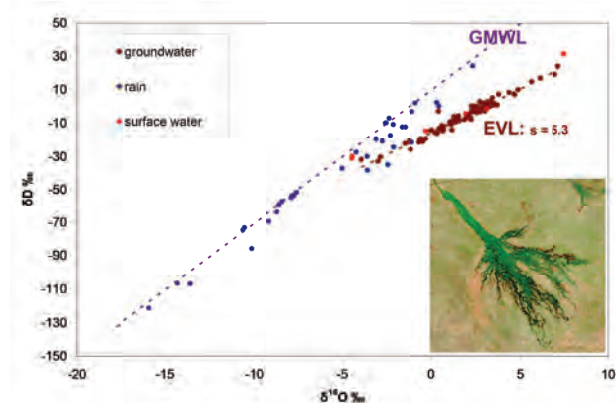 50
30
10
-10
-30
-50
-70
-90
-110
-130
-150
δD ‰
groundwater
rain
surface water
GMWL
EVL: s = 5.3
-20
-15
-10
-5
0
5
10
δ¹⁸O ‰